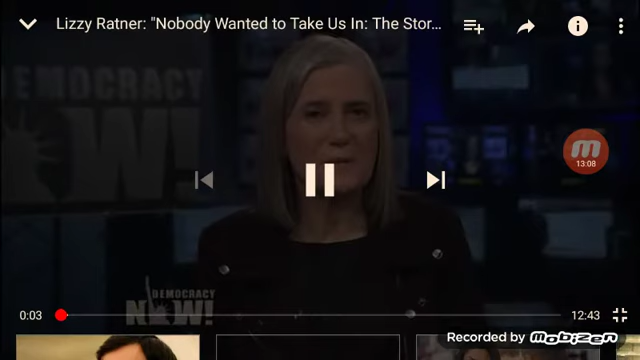 Lizzy Ratner: "Nobody Wanted to Take Us In: The Stor...
DEMOCRACY
NOW!
13:08
DEMOCRACY
NOW!
0:03
12:43
Recorded by mobizen